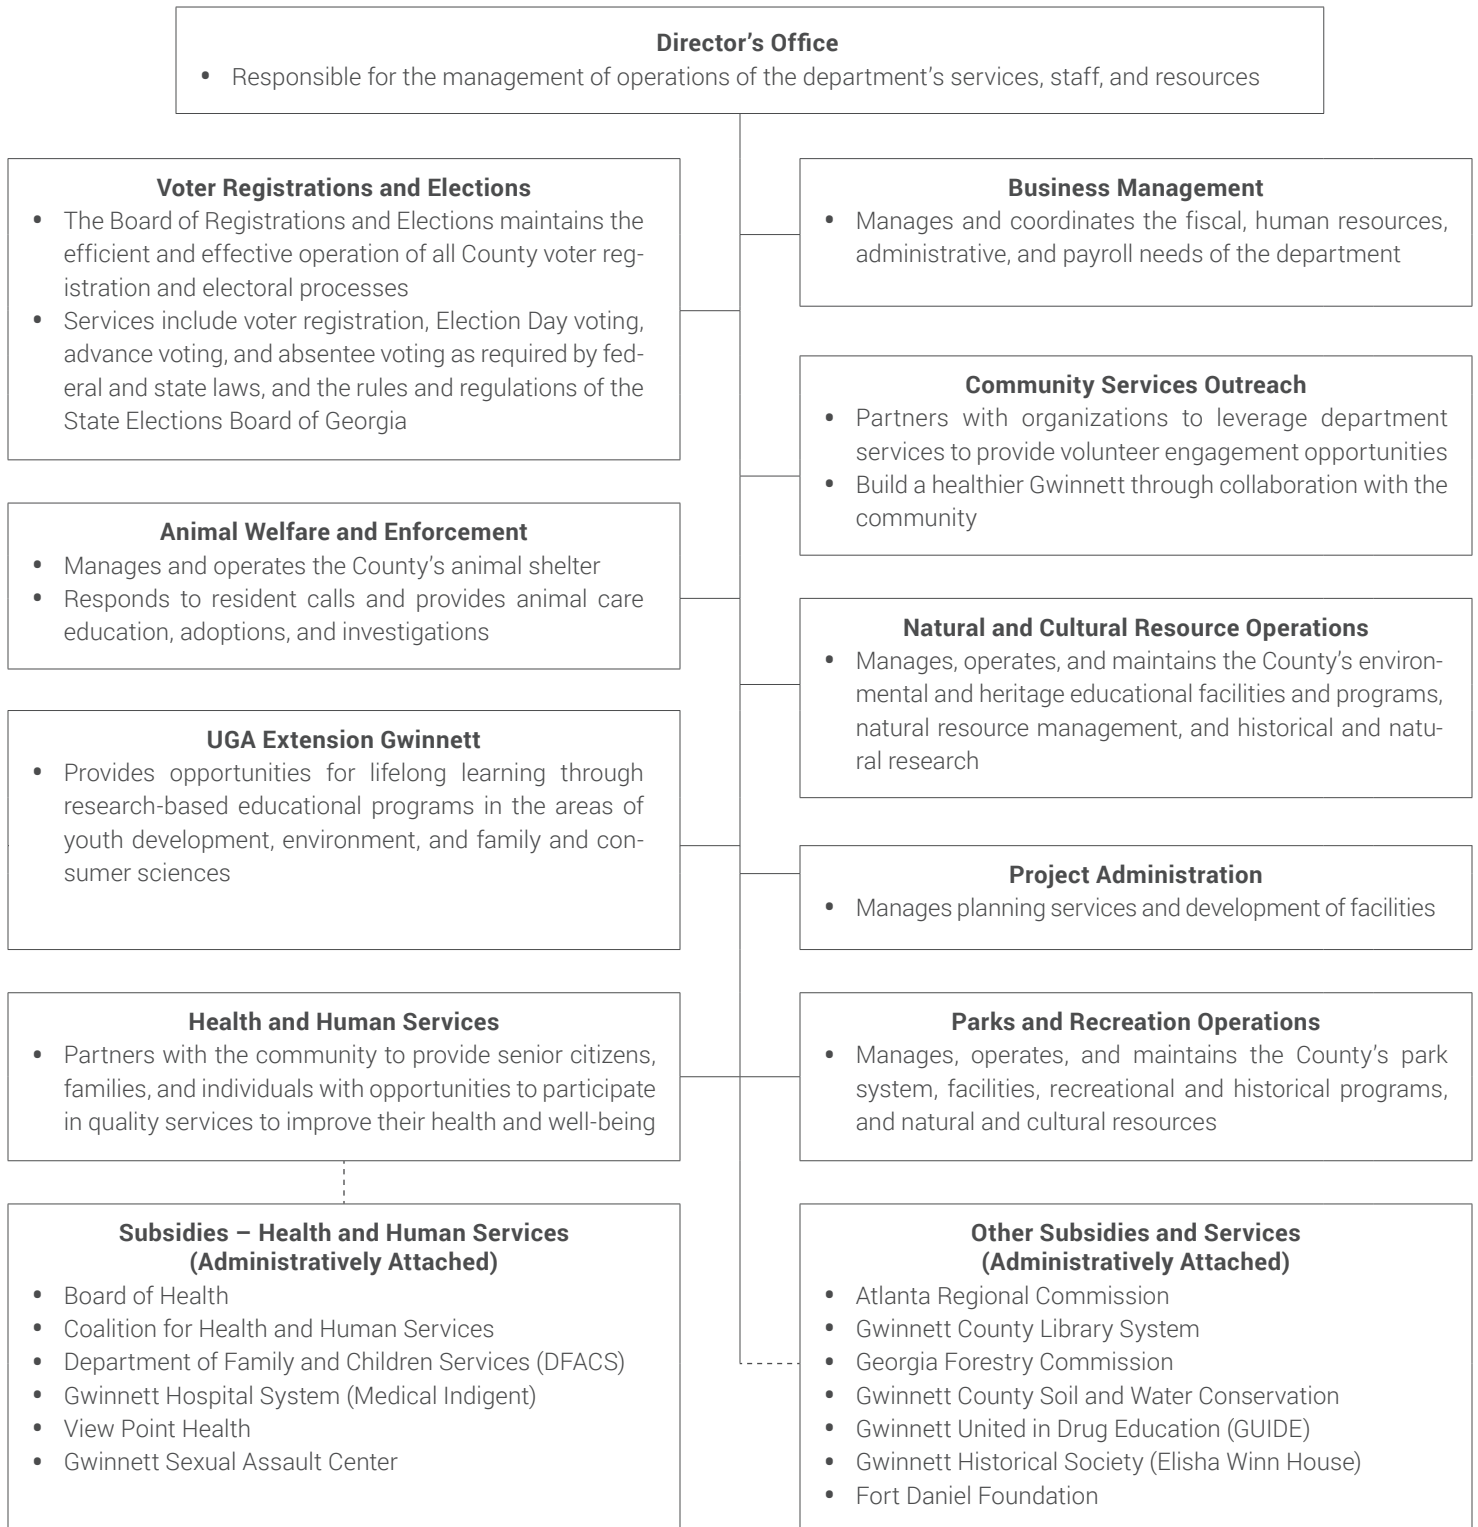 Director’s Office
• Responsible for the management of operations of the department’s services, staff, and resources
Voter Registrations and Elections
• The Board of Registrations and Elections maintains the
efficient and effective operation of all County voter reg-
istration and electoral processes
• Services include voter registration, Election Day voting,
advance voting, and absentee voting as required by fed-
eral and state laws, and the rules and regulations of the
State Elections Board of Georgia
Animal Welfare and Enforcement
• Manages and operates the County’s animal shelter
• Responds to resident calls and provides animal care
education, adoptions, and investigations
UGA Extension Gwinnett
• Provides opportunities for lifelong learning through
research-based educational programs in the areas of
youth development, environment, and family and con-
sumer sciences
Health and Human Services
• Partners with the community to provide senior citizens,
families, and individuals with opportunities to participate
in quality services to improve their health and well-being
Subsidies – Health and Human Services
(Administratively Attached)
• Board of Health
• Coalition for Health and Human Services
• Department of Family and Children Services (DFACS)
• Gwinnett Hospital System (Medical Indigent)
• View Point Health
• Gwinnett Sexual Assault Center
Business Management
• Manages and coordinates the fiscal, human resources,
administrative, and payroll needs of the department
Community Services Outreach
• Partners with organizations to leverage department
services to provide volunteer engagement opportunities
• Build a healthier Gwinnett through collaboration with the
community
Natural and Cultural Resource Operations
• Manages, operates, and maintains the County’s environ-
mental and heritage educational facilities and programs,
natural resource management, and historical and natu-
ral research
Project Administration
• Manages planning services and development of facilities
Parks and Recreation Operations
• Manages, operates, and maintains the County’s park
system, facilities, recreational and historical programs,
and natural and cultural resources
Other Subsidies and Services
(Administratively Attached)
• Atlanta Regional Commission
• Gwinnett County Library System
• Georgia Forestry Commission
• Gwinnett County Soil and Water Conservation
• Gwinnett United in Drug Education (GUIDE)
• Gwinnett Historical Society (Elisha Winn House)
• Fort Daniel Foundation